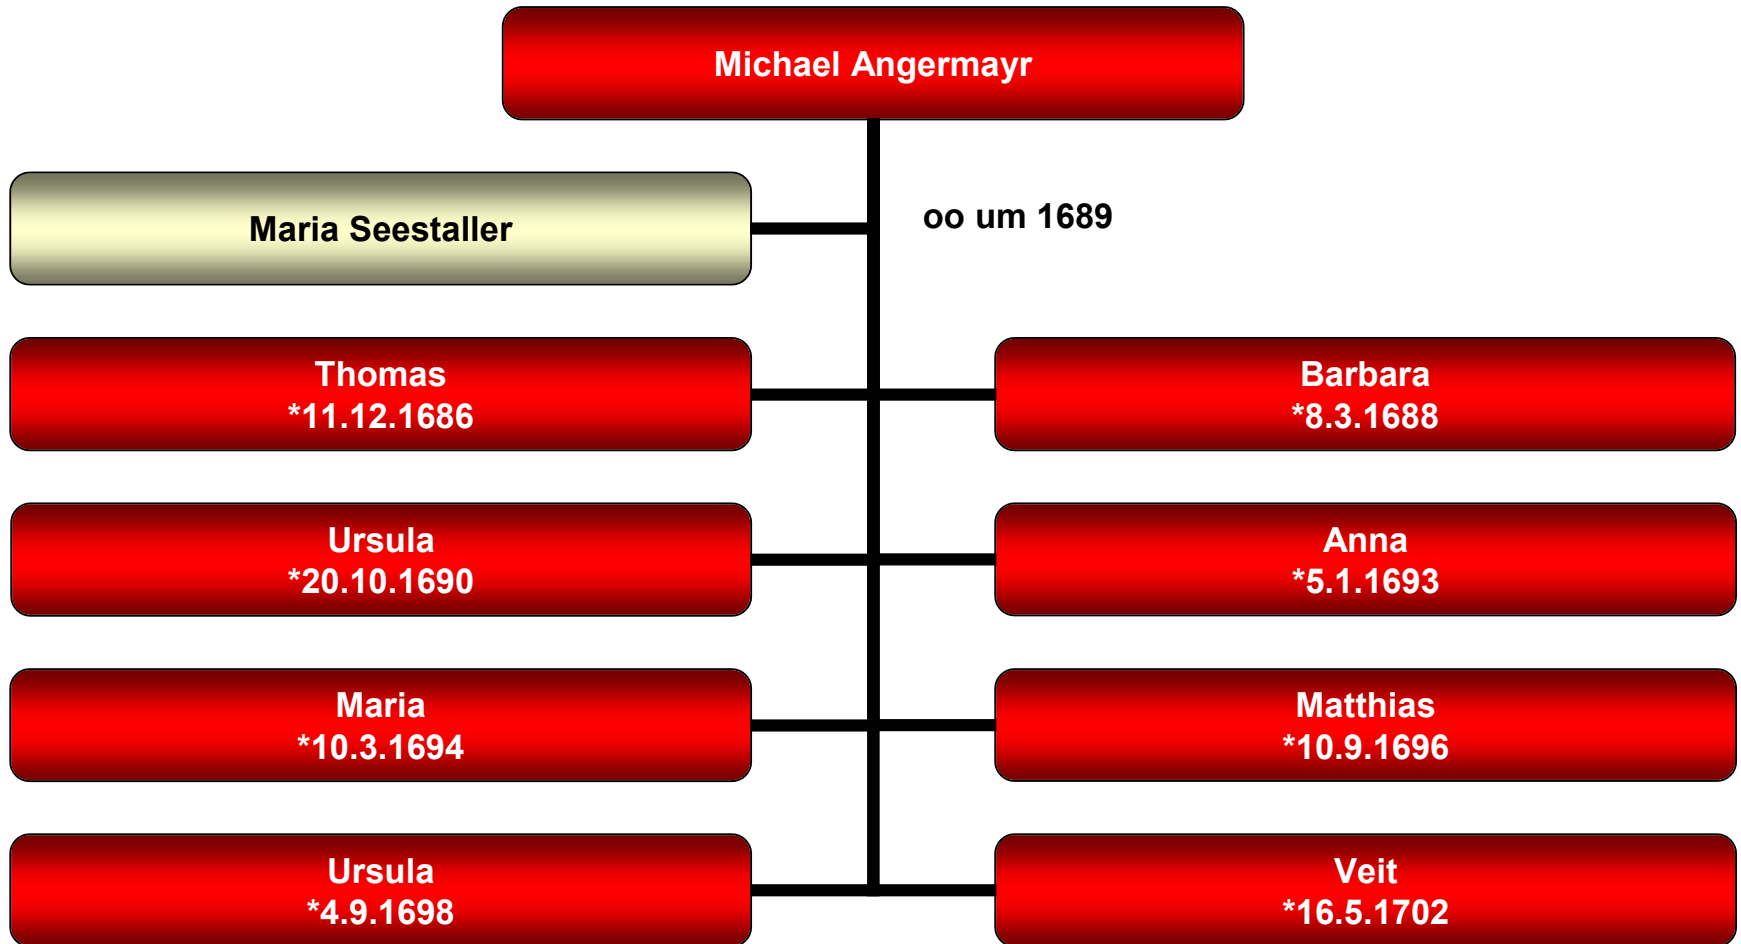 Michael Angermayr
Maria Seestaller
oo um 1689
Thomas
*11.12.1686
Barbara
*8.3.1688
Ursula
*20.10.1690
Anna
*5.1.1693
Maria
*10.3.1694
Matthias
*10.9.1696
Ursula
*4.9.1698
Veit
*16.5.1702